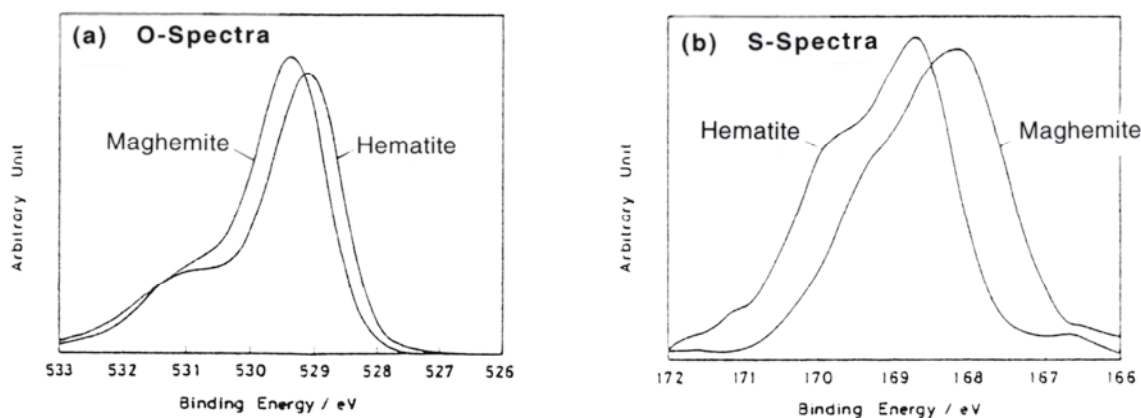 (a) O-Spectra
Maghemite
Hematite
Arbitrary Unit
533 532 531 530 529 528 527 526
Binding Energy / eV
(b) S-Spectra
Hematite
Maghemite
Arbitrary Unit
172 171 170 169 168 167 166
Binding Energy / eV